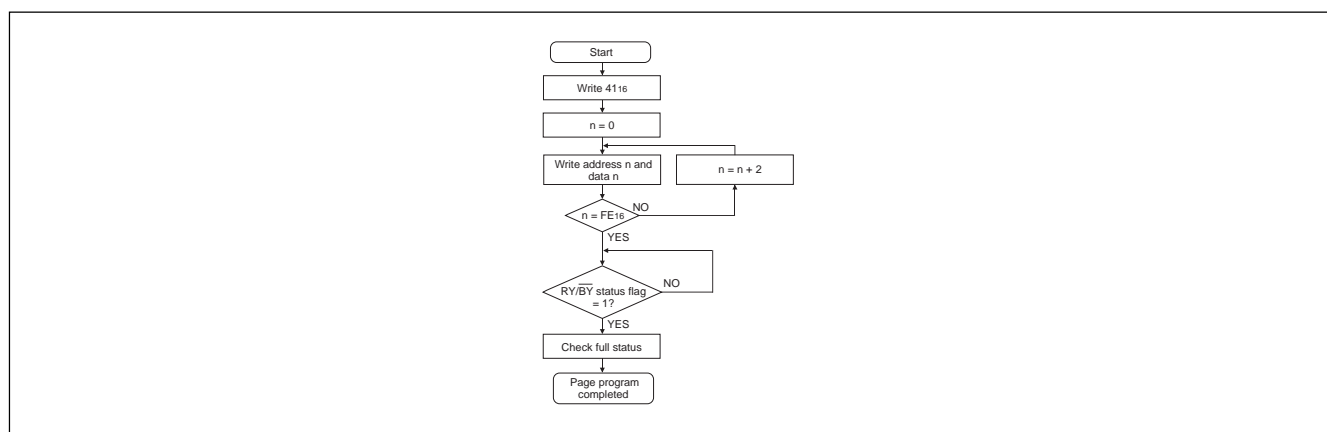 Start
Write 4116
n = 0
Write address n and
data n
n = n + 2
n = FE16
NO
YES
RY/BY status flag
= 1?
NO
YES
Check full status
Page program
completed